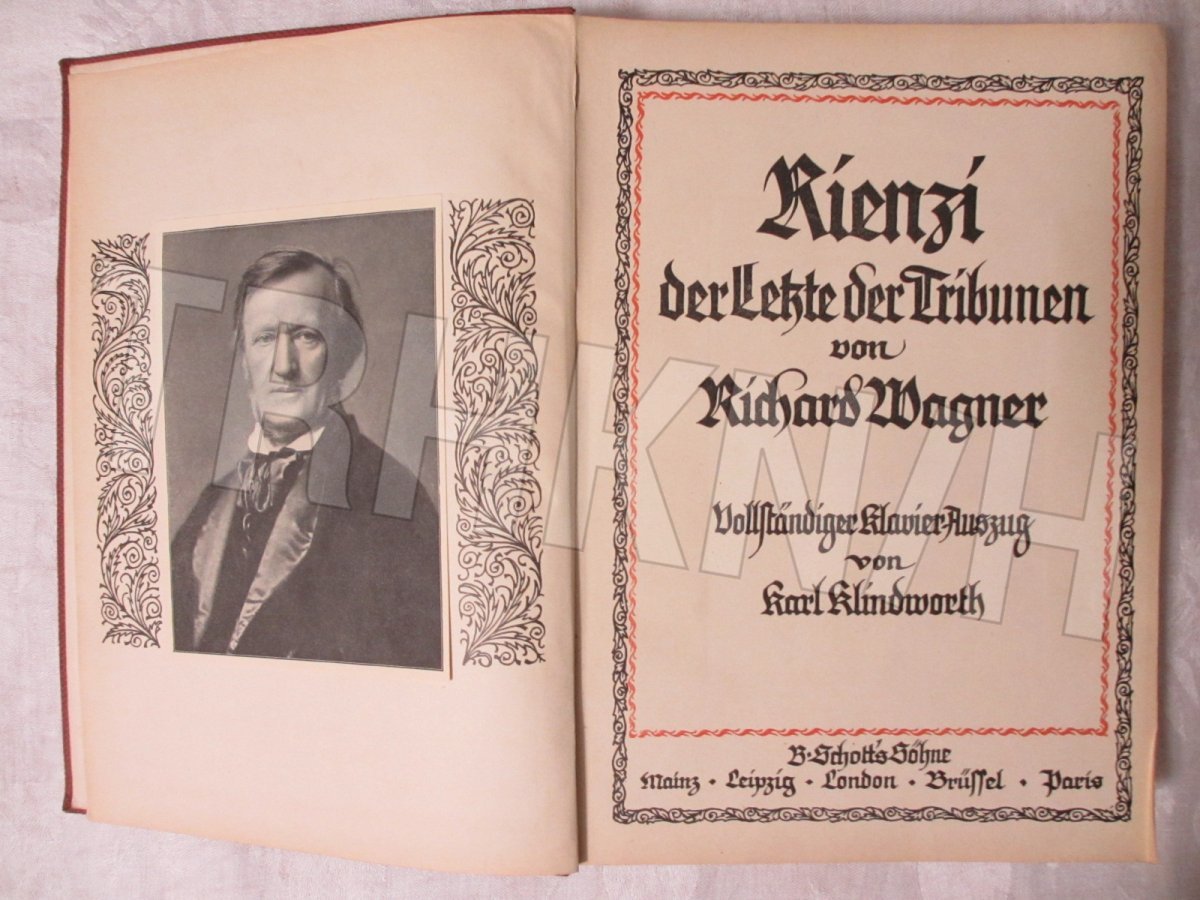 Rienzi
der Letzte der Tribunen
von
Richard Wagner
Vollständiger Klavier-Auszug
von
Karl Klindworth
B. Schott's Söhne
Mainz • Leipzig • London • Brüssel • Paris